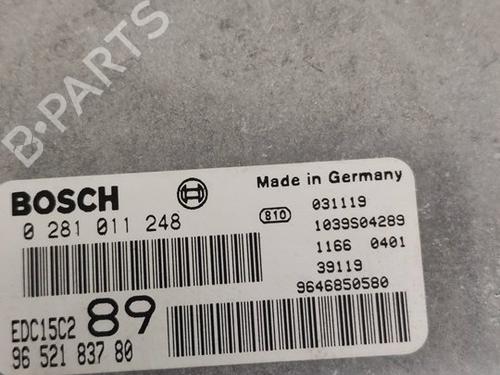 B-PARTS
BOSCH
Made in Germany
0 281 011 248
810
031119
1039S04289
1166 0401
39119
9646850580
EDC15C2 89
96 521 837 80